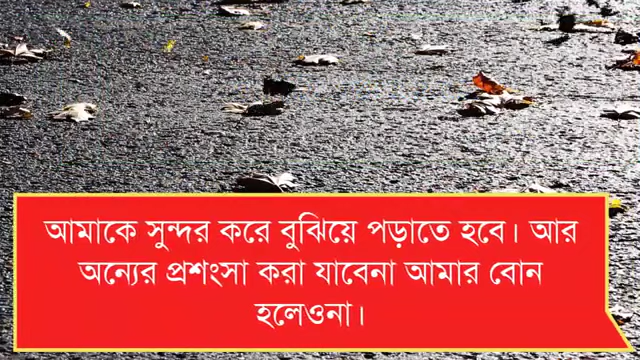 আমাকে সুন্দর করে বুঝিয়ে পড়াতে হবে। আর
অন্যের প্রশংসা করা যাবেনা আমার বোন
হলেওনা।